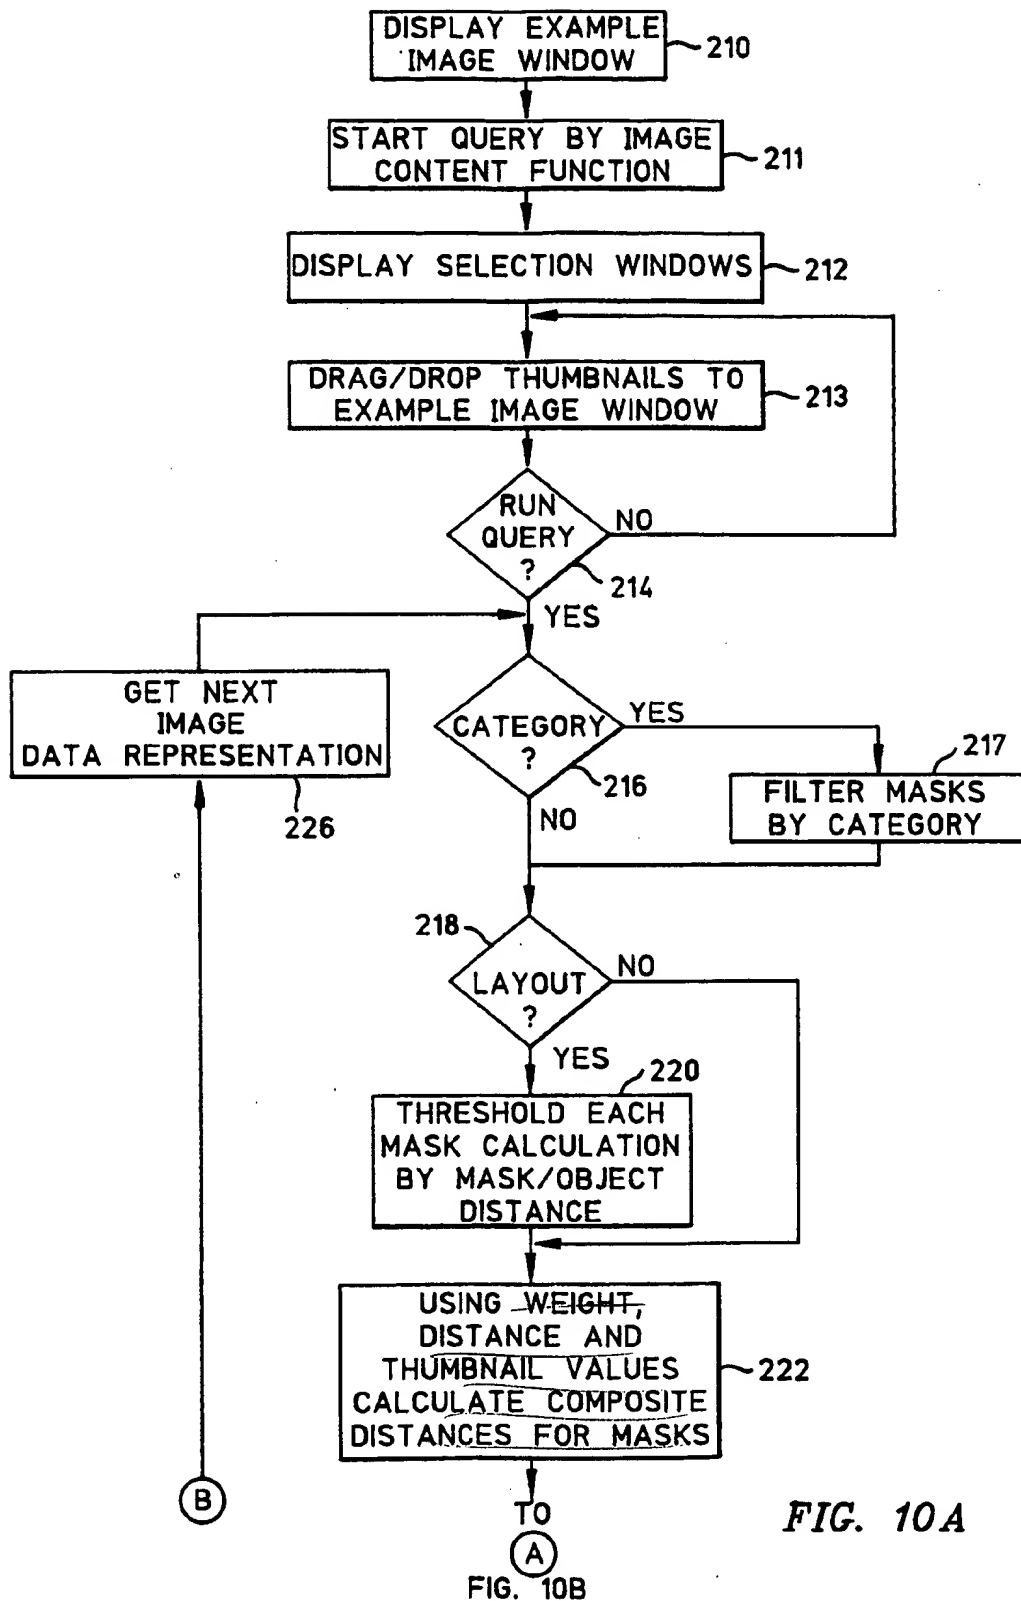 DISPLAY EXAMPLE
IMAGE WINDOW
210
START QUERY BY IMAGE
CONTENT FUNCTION
211
DISPLAY SELECTION WINDOWS
212
DRAG/DROP THUMBNAILS TO
EXAMPLE IMAGE WINDOW
213
RUN
QUERY
?
NO
214
YES
GET NEXT
IMAGE
DATA REPRESENTATION
226
CATEGORY
?
YES
216
NO
217
FILTER MASKS
BY CATEGORY
218
LAYOUT
?
NO
YES
220
THRESHOLD EACH
MASK CALCULATION
BY MASK/OBJECT
DISTANCE
USING WEIGHT,
DISTANCE AND
THUMBNAIL VALUES
CALCULATE COMPOSITE
DISTANCES FOR MASKS
222
B
TO
A
FIG. 10B
FIG. 10A